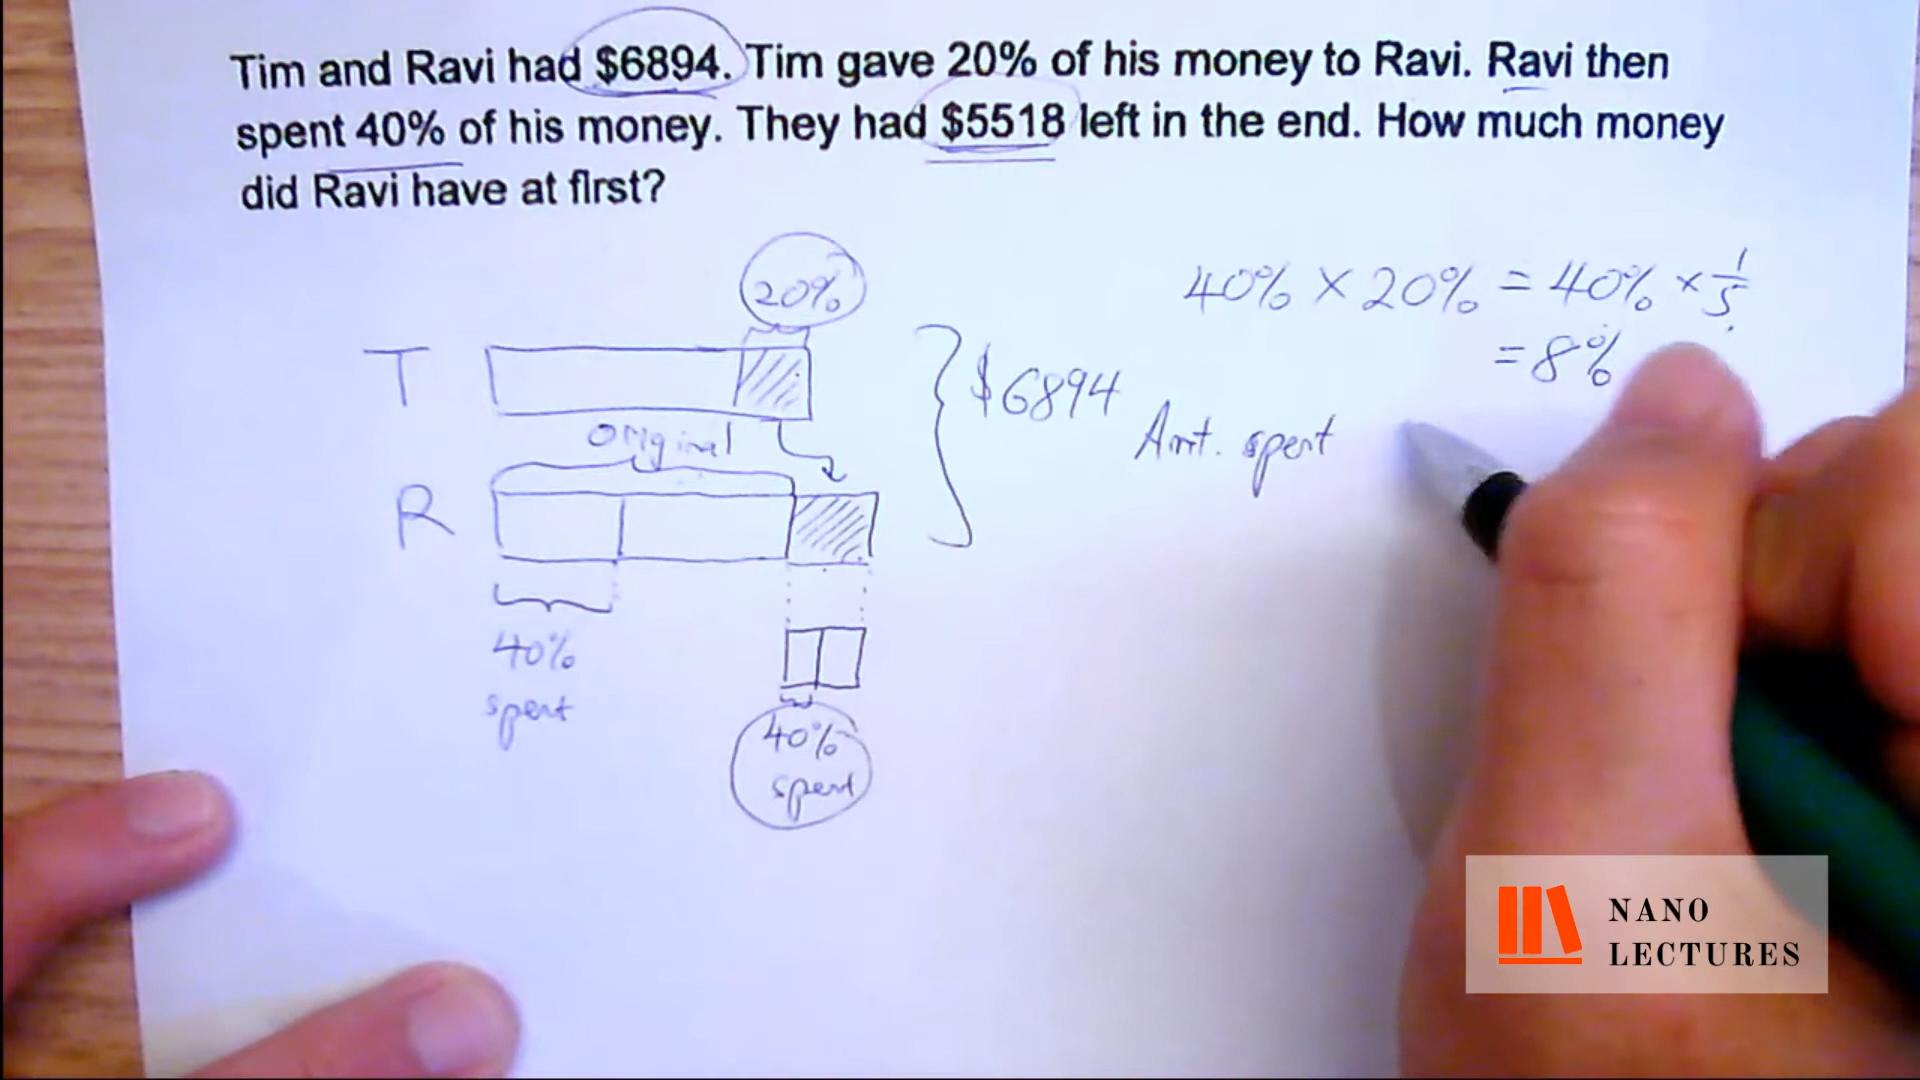 Tim and Ravi had $6894. Tim gave 20% of his money to Ravi. Ravi then
spent 40% of his money. They had $5518 left in the end. How much money
did Ravi have at first?
20%
T
Original
R
$6894
40%
spent
40%
spent
40% × 20% = 40% × 1/5
= 8%
Amt. spent
NANO
LECTURES